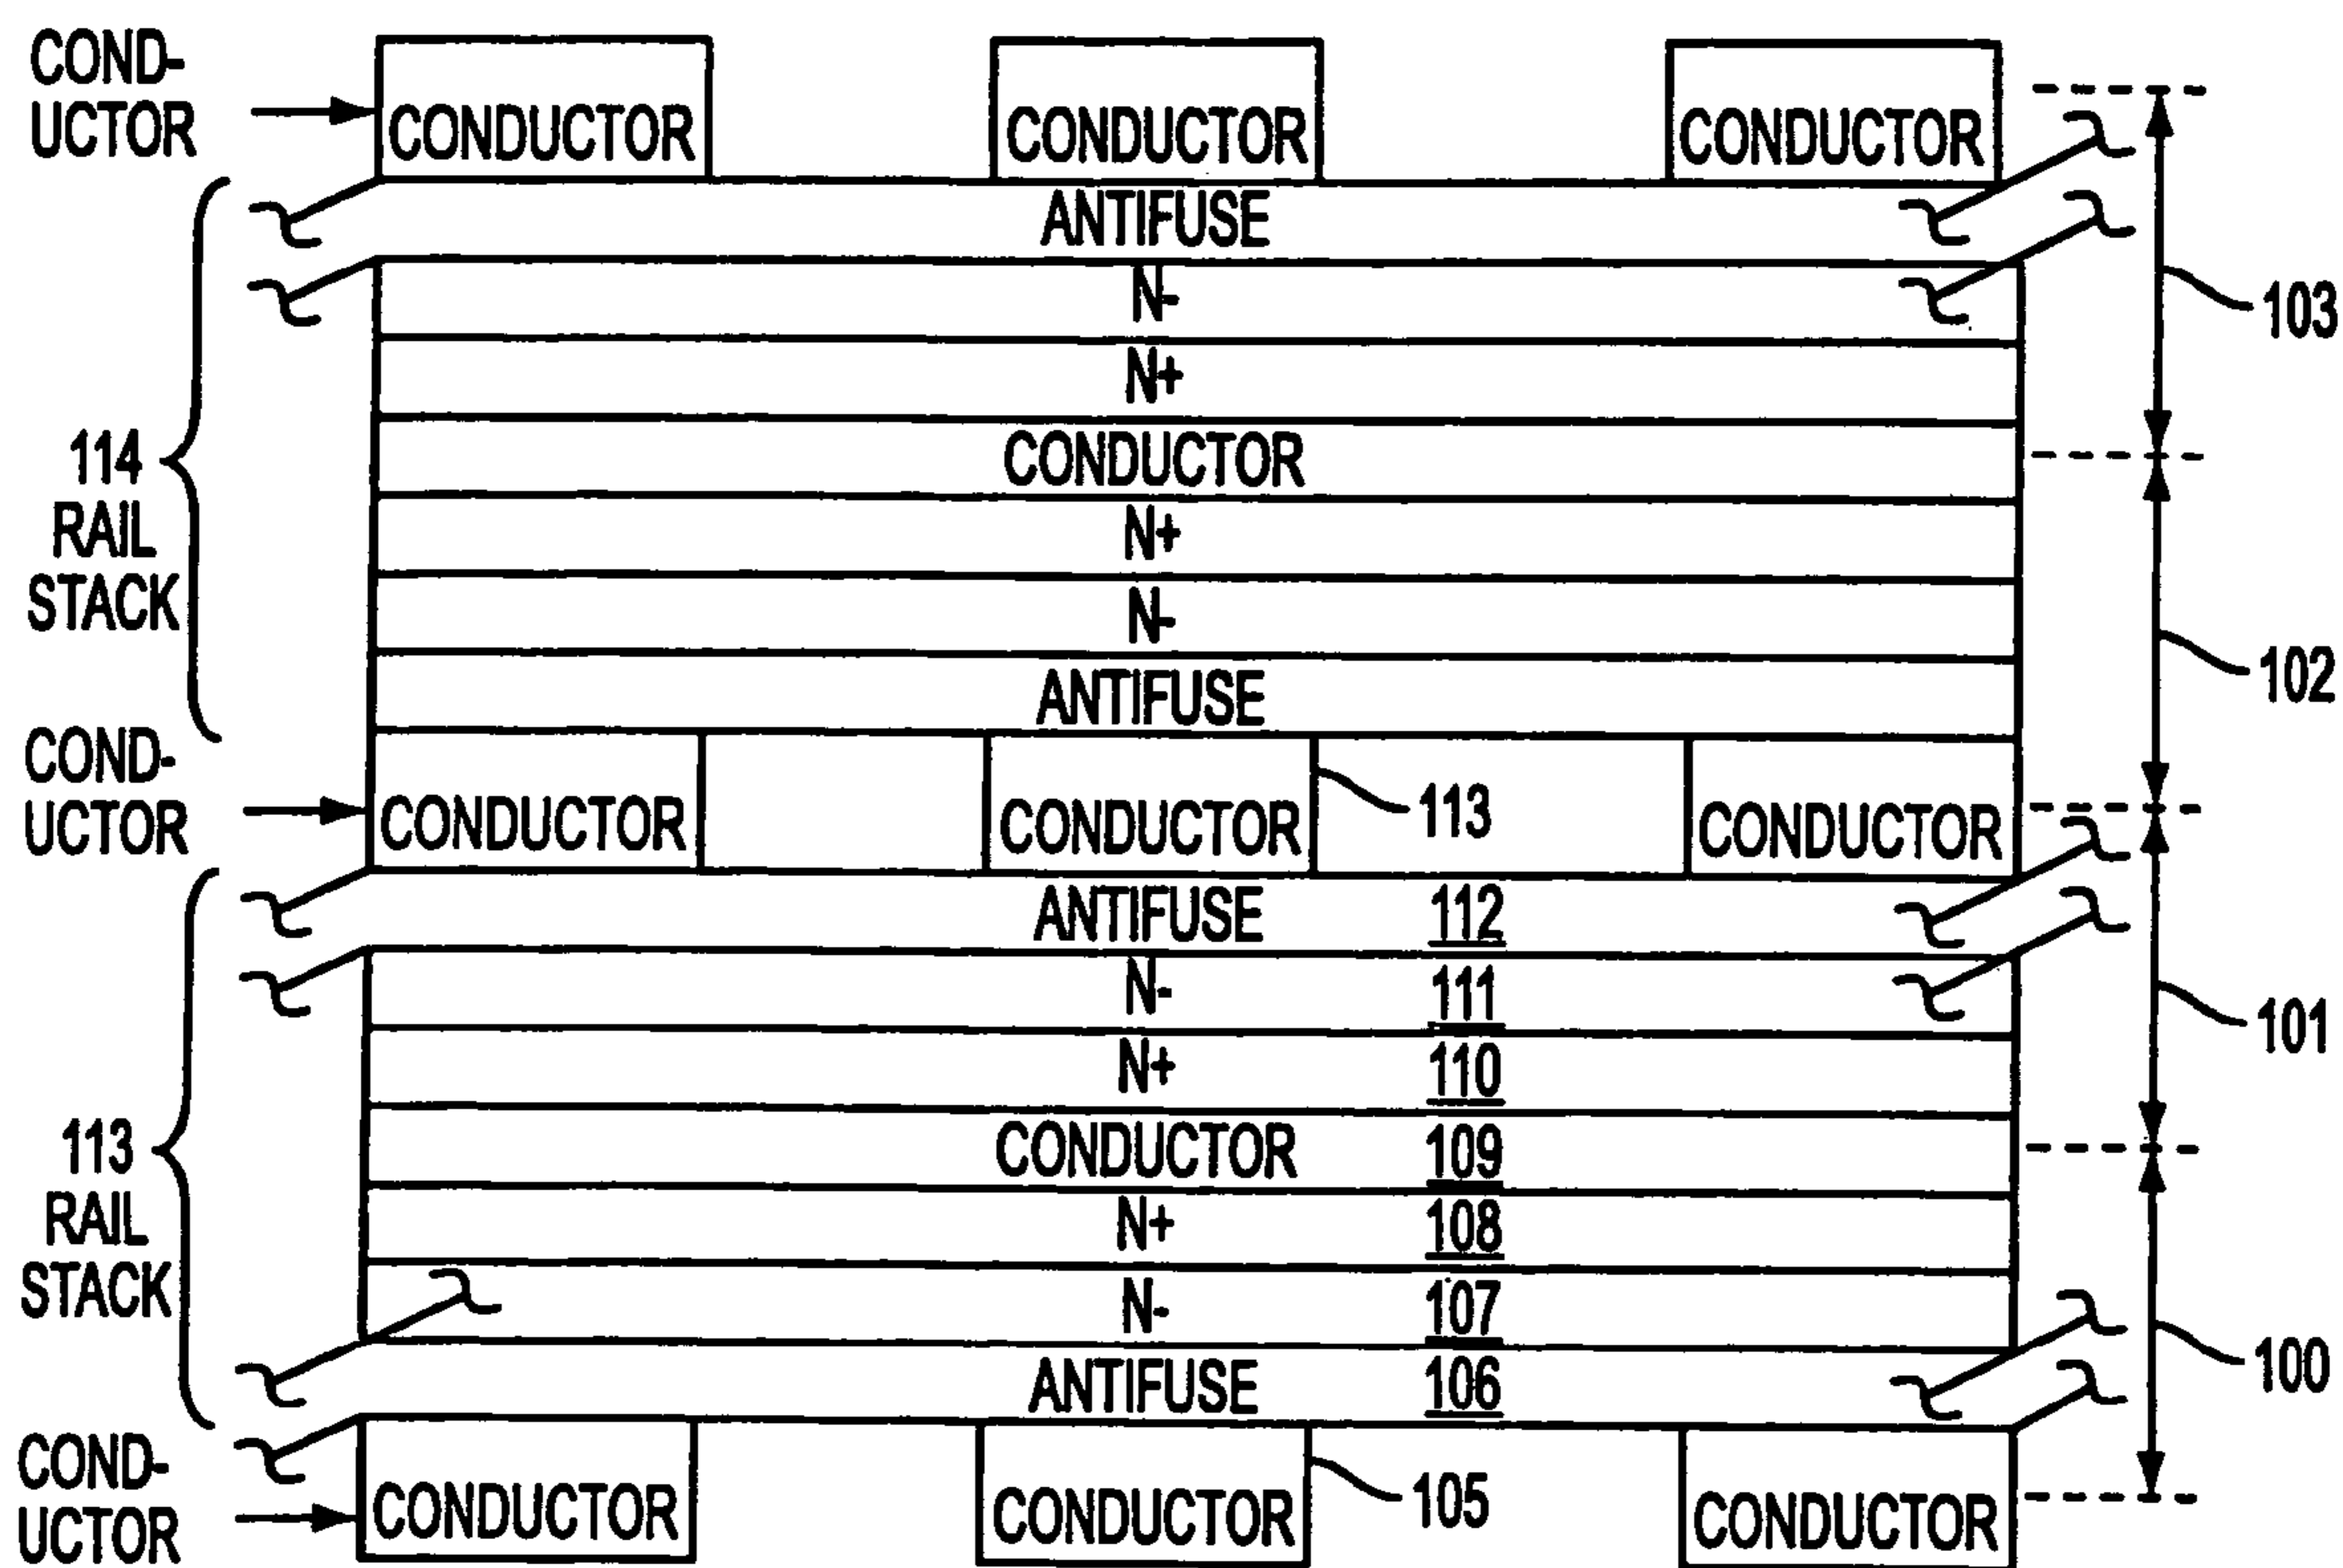 COND-
UCTOR
CONDUCTOR CONDUCTOR CONDUCTOR
ANTIFUSE
N-
103
N+
114
RAIL
STACK
CONDUCTOR
N+
N-
102
ANTIFUSE
COND-
UCTOR
CONDUCTOR CONDUCTOR 113 CONDUCTOR
ANTIFUSE 112
N- 111
101
N+ 110
113
RAIL
STACK
CONDUCTOR 109
N+ 108
N- 107
100
ANTIFUSE 106
COND-
UCTOR
CONDUCTOR CONDUCTOR 105 CONDUCTOR